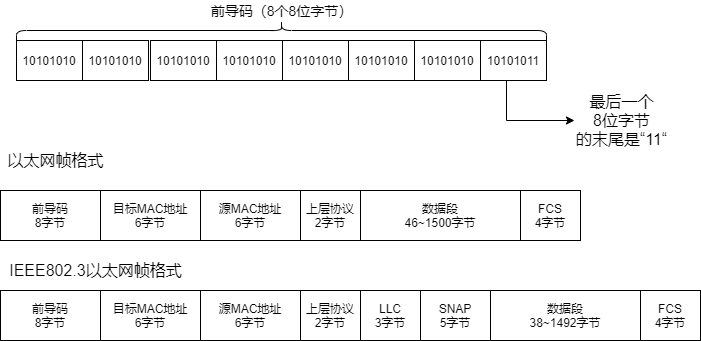 前导码（8个8位字节）
10101010 10101010 10101010 10101010 10101010 10101010 10101010 10101011
最后一个
8位字节
的末尾是“11“
以太网帧格式
前导码 目标MAC地址 源MAC地址 上层协议 数据段 FCS
8字节 6字节 6字节 2字节 46~1500字节 4字节
IEEE802.3以太网帧格式
前导码 目标MAC地址 源MAC地址 上层协议 LLC SNAP 数据段 FCS
8字节 6字节 6字节 2字节 3字节 5字节 38~1492字节 4字节